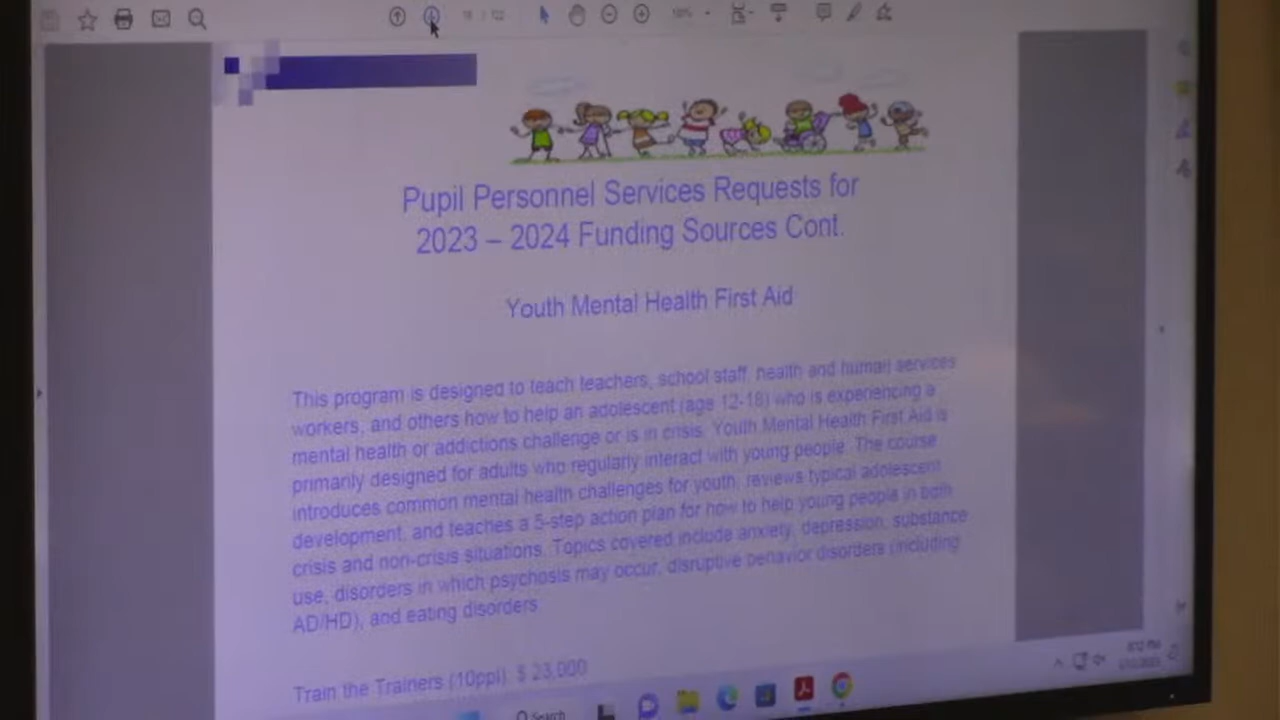 Pupil Personnel Services Requests for
2023 – 2024 Funding Sources Cont.
Youth Mental Health First Aid
This program is designed to teach teachers, school staff, health and human services
workers, and others how to help an adolescent (age 12-18) who is experiencing a
mental health or addictions challenge or is in crisis. Youth Mental Health First Aid is
primarily designed for adults who regularly interact with young people. The course
introduces common mental health challenges for youth, reviews typical adolescent
development, and teaches a 5-step action plan for how to help young people in both
crisis and non-crisis situations. Topics covered include anxiety, depression, substance
use, disorders in which psychosis may occur, disruptive behavior disorders (including
AD/HD), and eating disorders.
Train the Trainers (10ppl) $ 23,000
Search